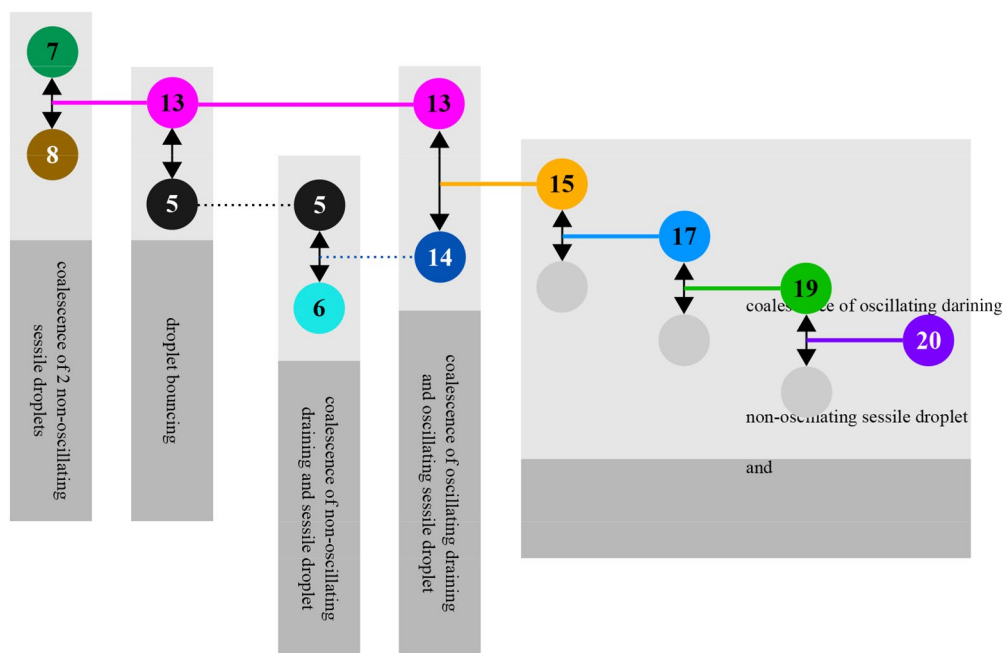 7
8
coalescence of 2 non-oscillating
sessile droplets
13
5
droplet bouncing
5
6
coalescence of non-oscillating
draining and sessile droplet
13
14
coalescence of oscillating draining
and oscillating sessile droplet
15
17
19
20
coalescence of oscillating darining
non-oscillating sessile droplet
and